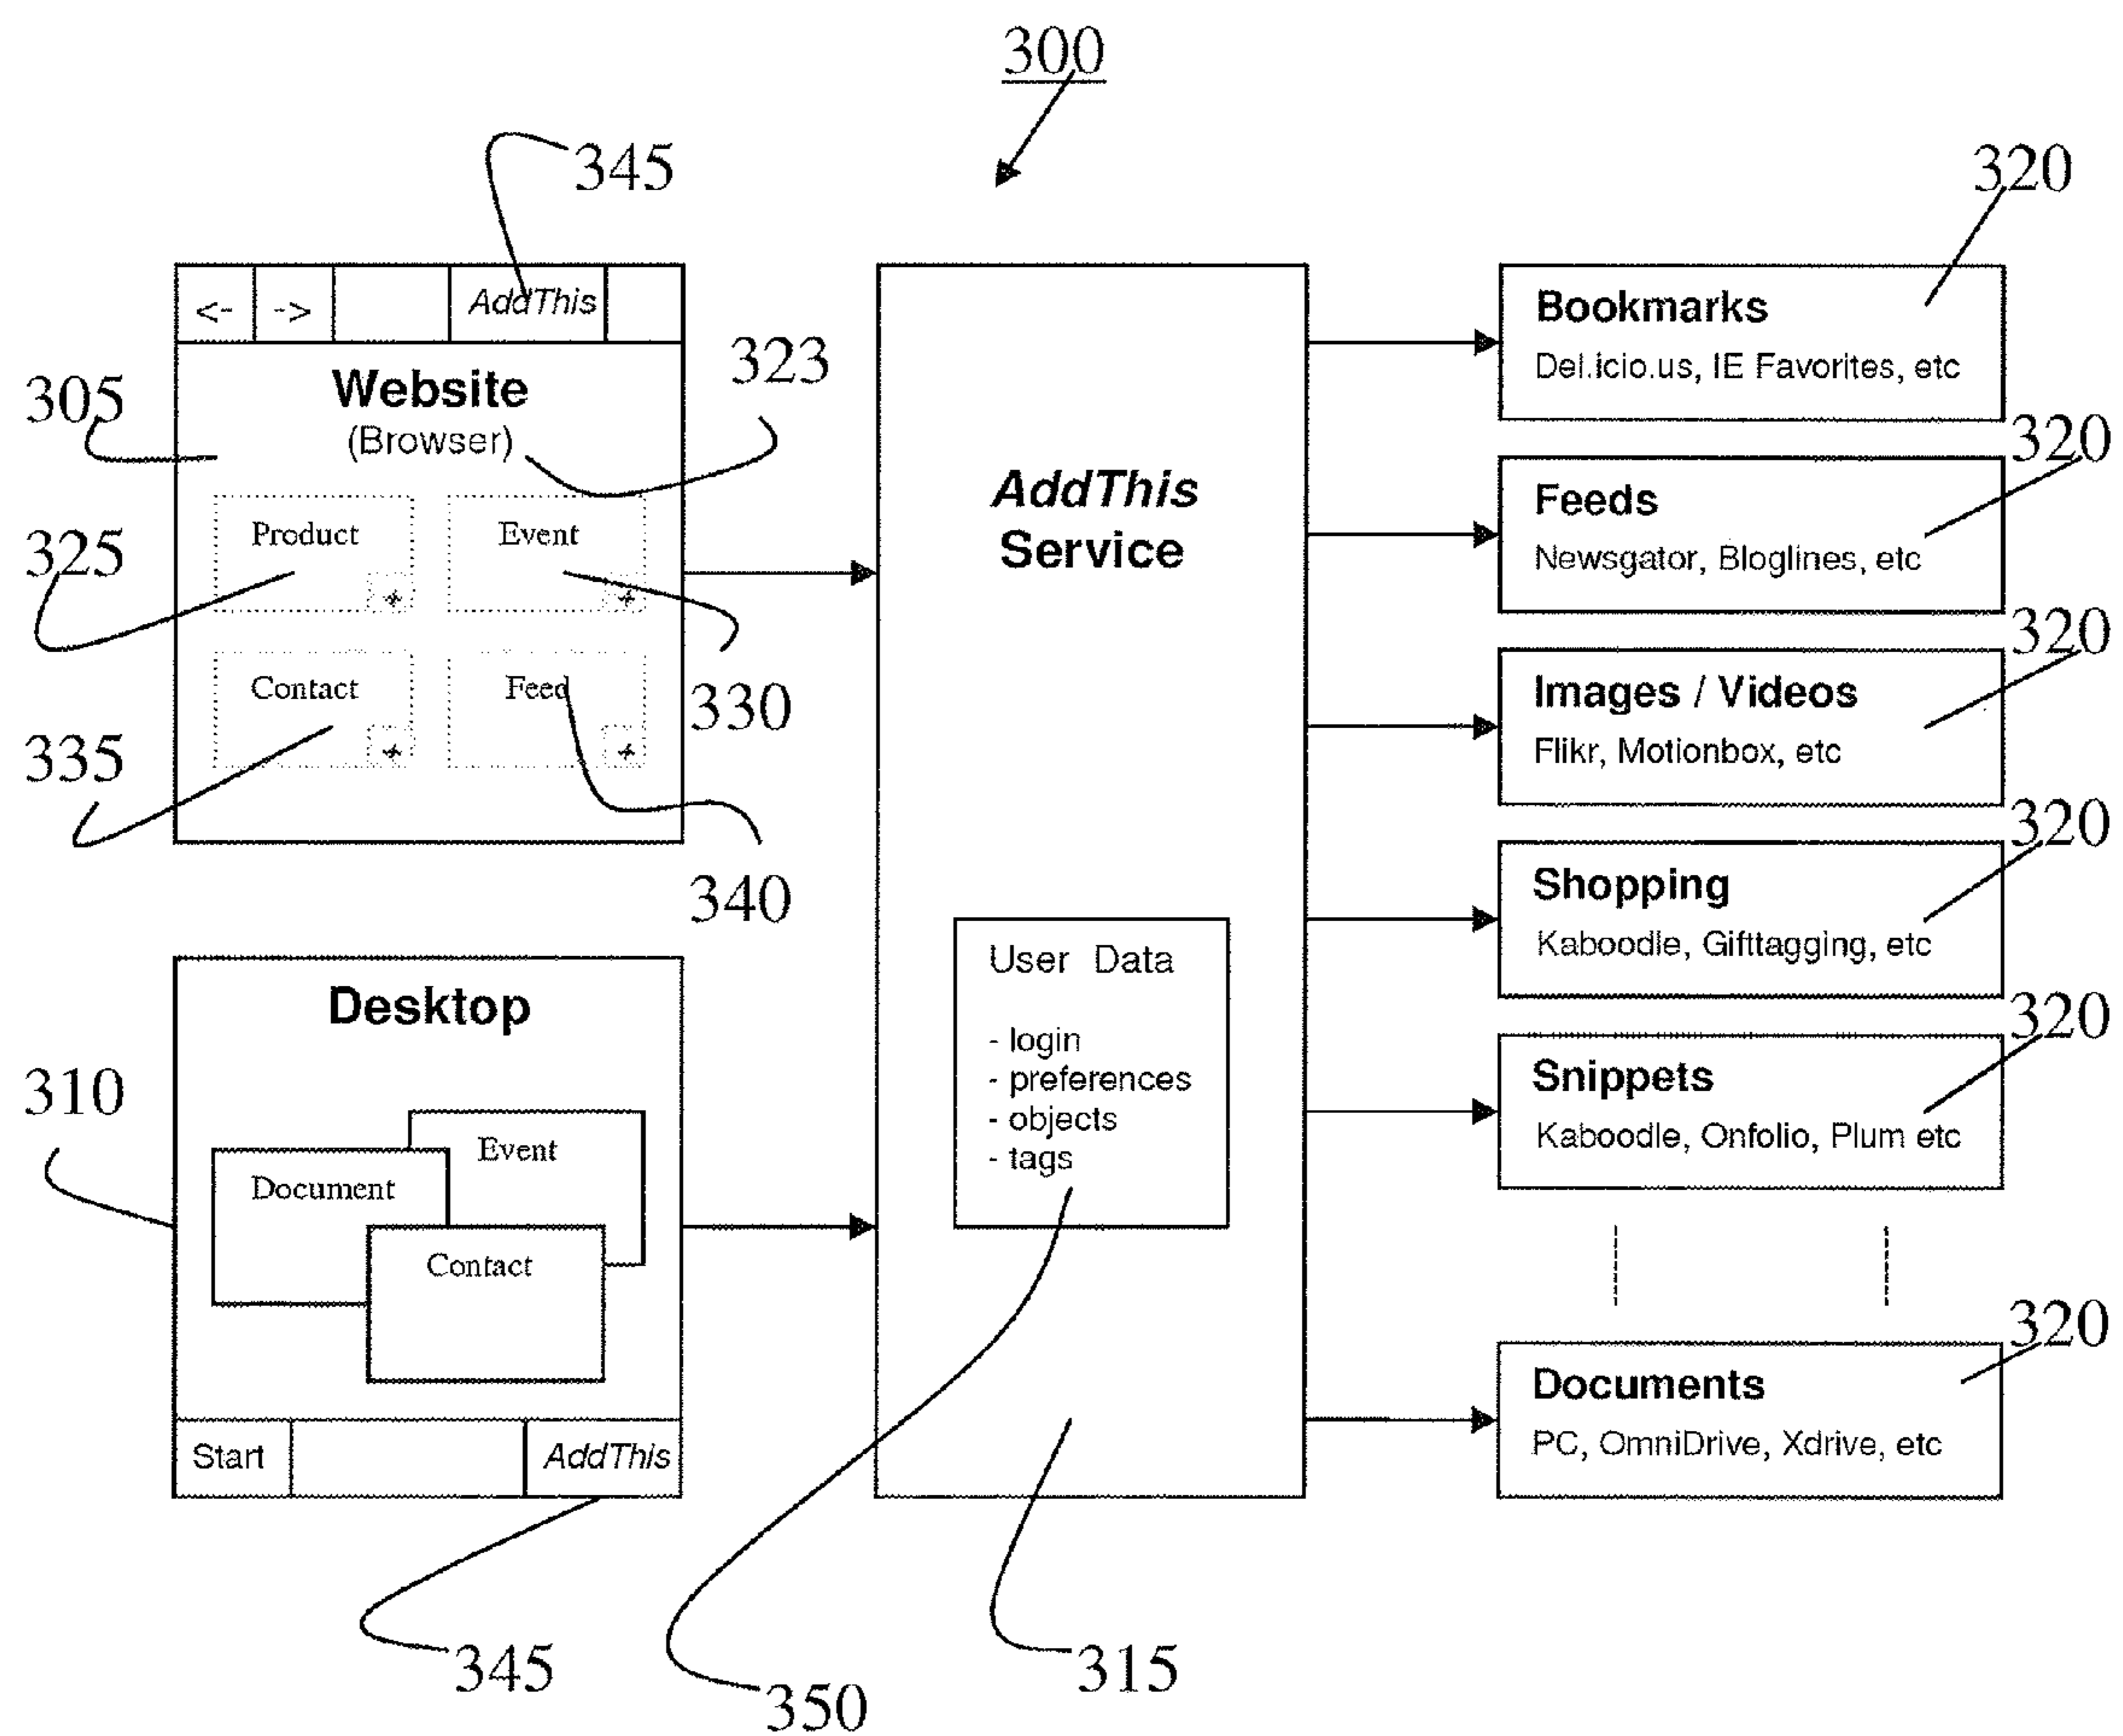 300
345
320
<- -> AddThis
Website
(Browser)
323
305
Product
Event
325
Contact
Feed
330
335
340
Desktop
310
Event
Document
Contact
Start
AddThis
345
AddThis
Service
User Data
- login
- preferences
- objects
- tags
350
315
Bookmarks
Del.icio.us, IE Favorites, etc
320
Feeds
Newsgator, Bloglines, etc
320
Images / Videos
Flikr, Motionbox, etc
320
Shopping
Kaboodle, Gifttagging, etc
320
Snippets
Kaboodle, Onfolio, Plum etc
320
Documents
PC, OmniDrive, Xdrive, etc